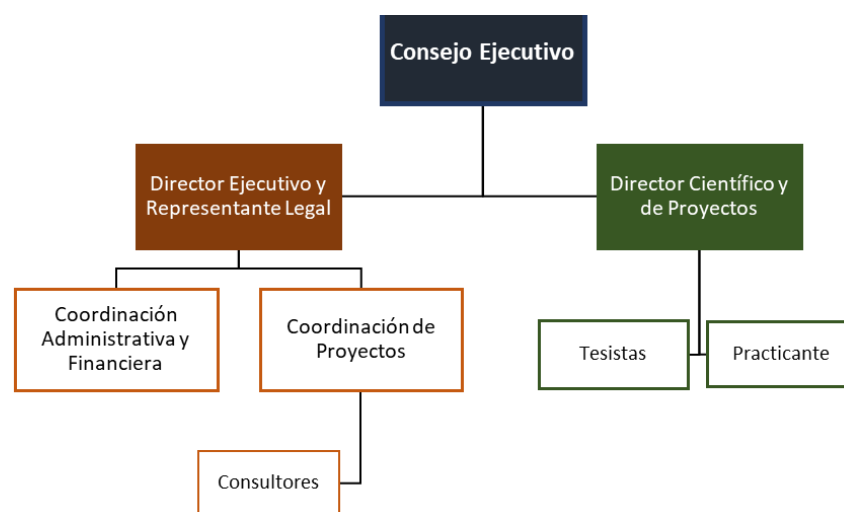 Consejo Ejecutivo
Director Ejecutivo y
Representante Legal
Director Científico y
de Proyectos
Coordinación
Administrativa y
Financiera
Coordinación de
Proyectos
Tesistas
Practicante
Consultores